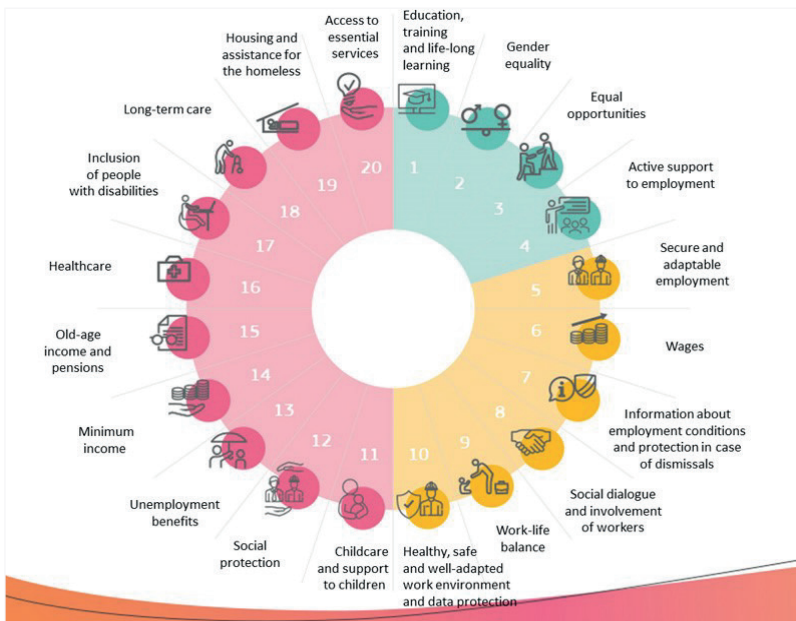 Education,
training
and life-long
learning
Gender
equality
Equal
opportunities
Active support
to employment
Secure and
adaptable
employment
Wages
Information about
employment conditions
and protection in case
of dismissals
Social dialogue
and involvement
of workers
Work-life
balance
Healthy, safe
and well-adapted
work environment
and data protection
Childcare
and support
to children
Social
protection
Unemployment
benefits
Minimum
income
Old-age
income and
pensions
Healthcare
Inclusion
of people
with disabilities
Long-term care
Housing and
assistance for
the homeless
Access to
essential
services
1
2
3
4
5
6
7
8
9
10
11
12
13
14
15
16
17
18
19
20